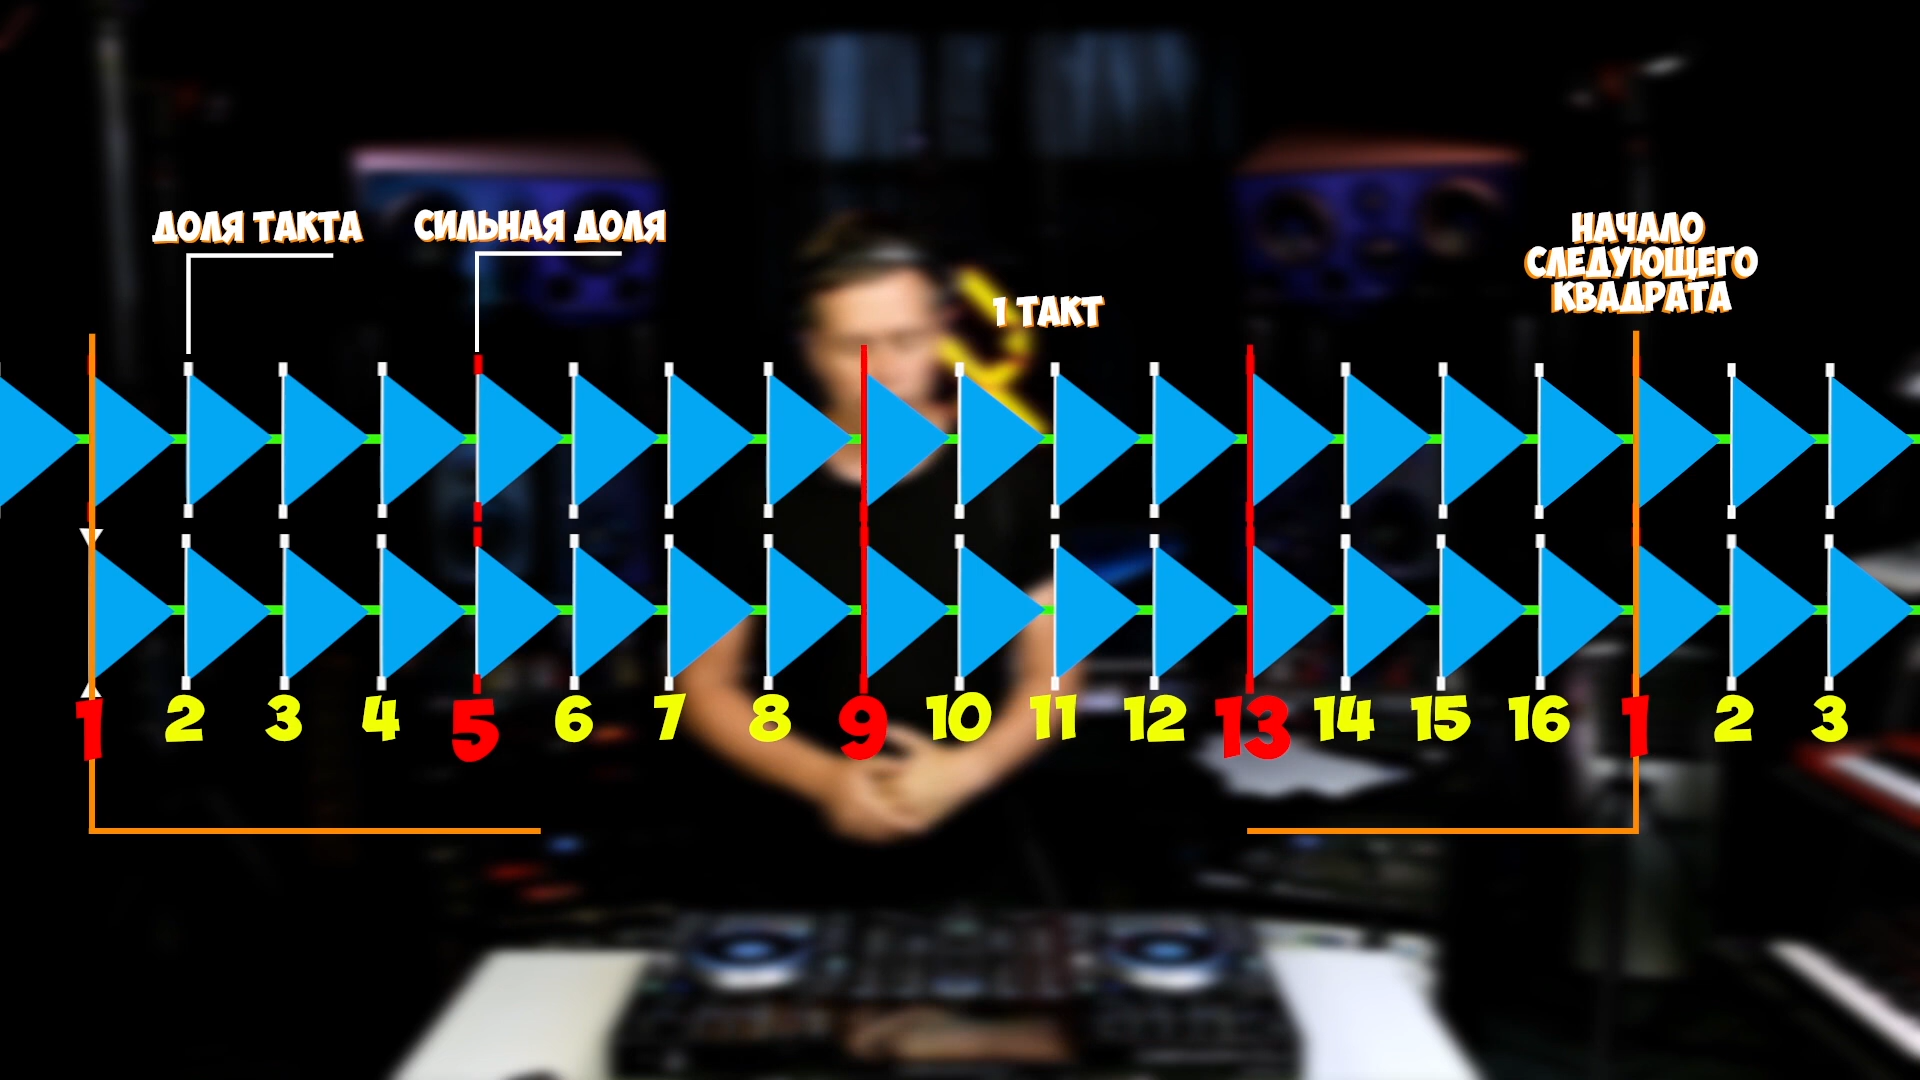 ДОЛЯ ТАКТА
СИЛЬНАЯ ДОЛЯ
1 ТАКТ
НАЧАЛО
СЛЕДУЮЩЕГО
КВАДРАТА
1 2 3 4 5 6 7 8 9 10 11 12 13 14 15 16 1 2 3